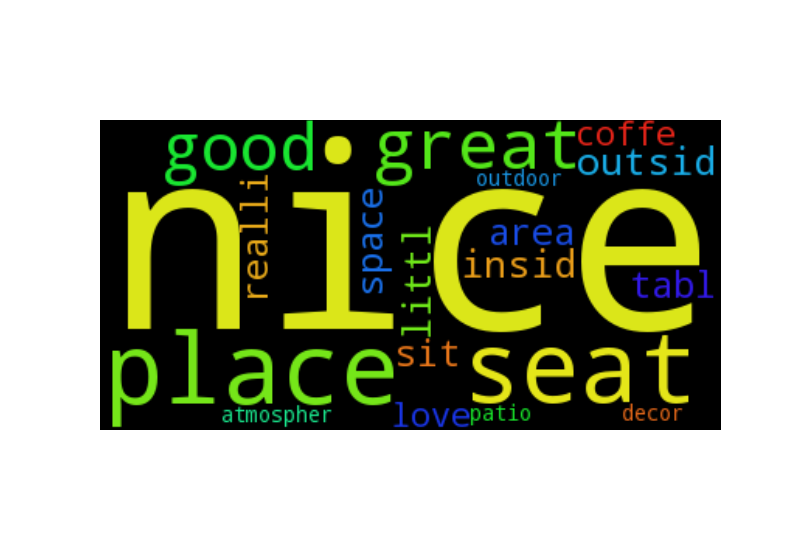 good
great
coffe
outsid
outdoor
nice
realli
space
littl
area
insid
tabl
place
sit
seat
atmospher
love
patio
decor